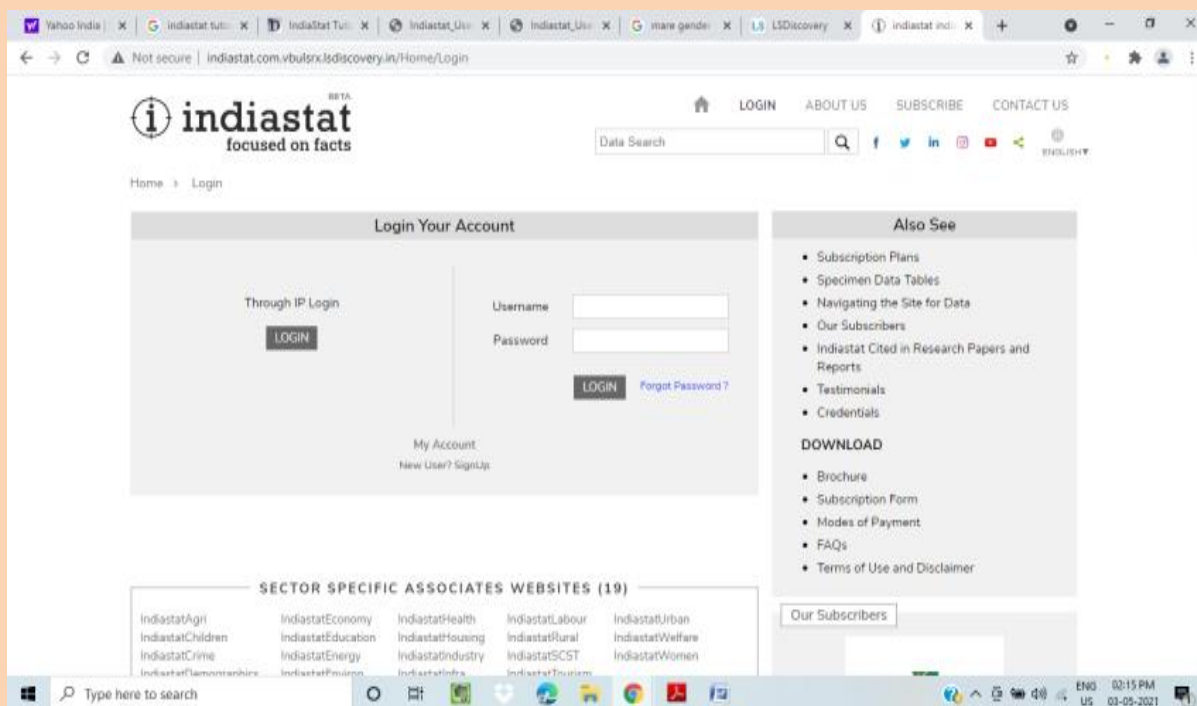 Yahoo India |
indiastat tuto
IndiaStat Tut
Indiastat_Use
Indiastat_Use
mare gender
LSDiscovery
indiastat indi
Not secure | indiastat.com.vbulsrx.lsdiscovery.in/Home/Login
BETA
indiastat
focused on facts
LOGIN ABOUT US SUBSCRIBE CONTACT US
Data Search
ENGLISH▼
Home › Login
Login Your Account
Through IP Login
LOGIN
Username
Password
LOGIN Forgot Password ?
My Account
New User? SignUp
Also See
• Subscription Plans
• Specimen Data Tables
• Navigating the Site for Data
• Our Subscribers
• Indiastat Cited in Research Papers and
Reports
• Testimonials
• Credentials
DOWNLOAD
• Brochure
• Subscription Form
• Modes of Payment
• FAQs
• Terms of Use and Disclaimer
Our Subscribers
SECTOR SPECIFIC ASSOCIATES WEBSITES (19)
IndiastatAgri IndiastatEconomy IndiastatHealth IndiastatLabour IndiastatUrban
IndiastatChildren IndiastatEducation IndiastatHousing IndiastatRural IndiastatWelfare
IndiastatCrime IndiastatEnergy IndiastatIndustry IndiastatSCST IndiastatWomen
IndiastatDemographics IndiastatEnviron IndiastatInfra IndiastatTourism
Type here to search
ENG 02:15 PM
US 03-05-2021